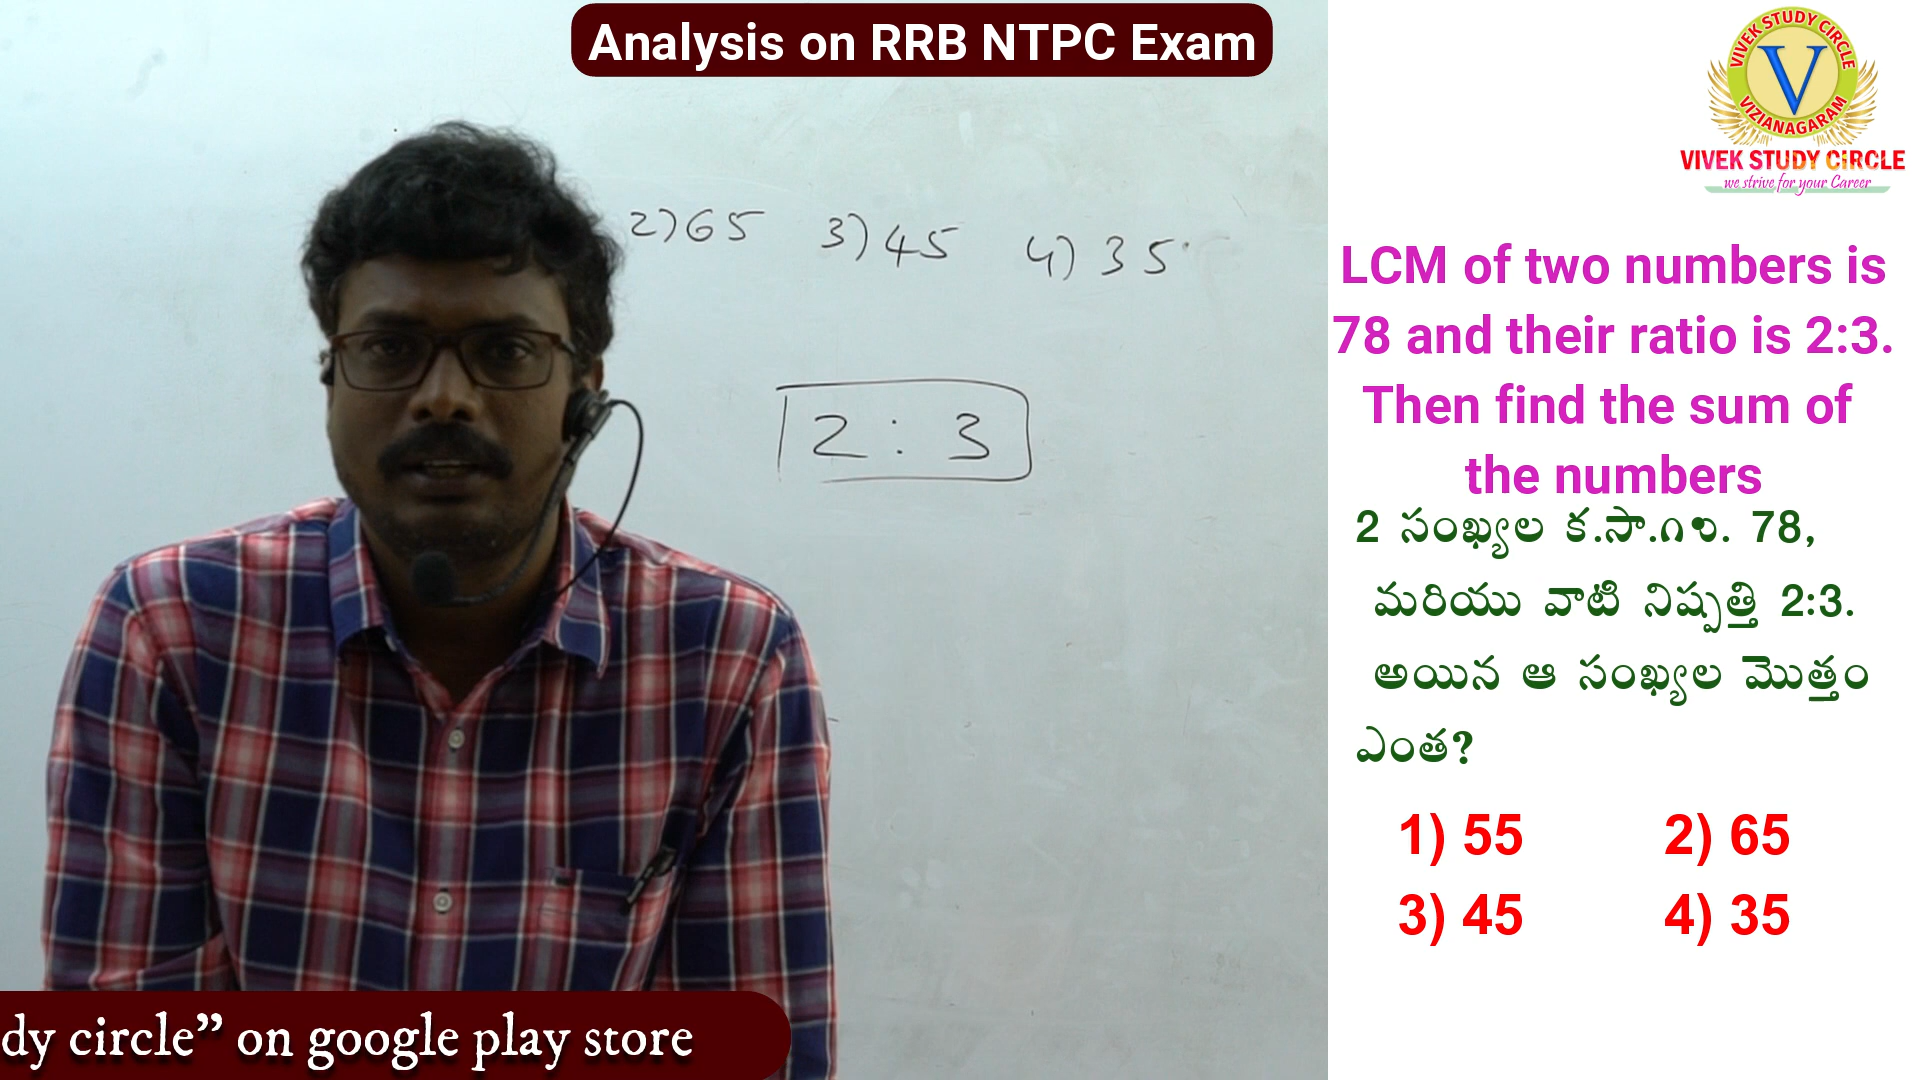 Analysis on RRB NTPC Exam
VIVEK STUDY CIRCLE
V
VIZIANAGARAM
VIVEK STUDY CIRCLE
we strive for your Career
2) 65 3) 45 4) 35
2 : 3
LCM of two numbers is
78 and their ratio is 2:3.
Then find the sum of
the numbers
2 సంఖ్యల క.సా.గు. 78,
మరియు వాటి నిష్పత్తి 2:3.
అయిన ఆ సంఖ్యల మొత్తం
ఎంత?
1) 55 2) 65
3) 45 4) 35
dy circle” on google play store